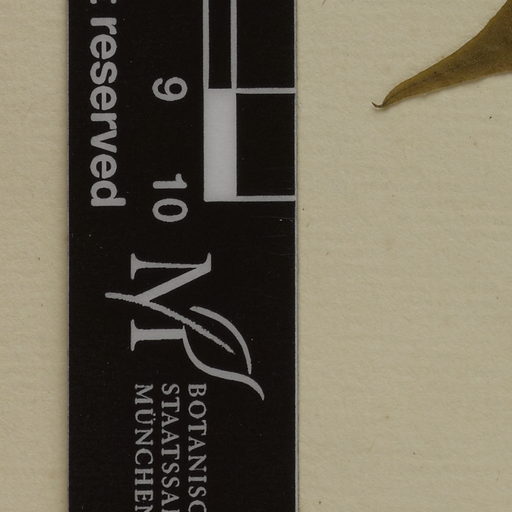 reserved
9
10
M
BOTANISC
STAATSSA
MÜNCHEN